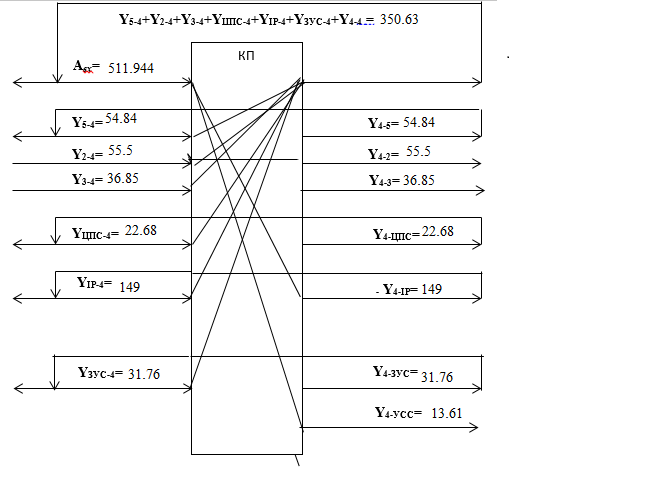 Y5-4+Y2-4+Y3-4+YЦПС-4+YIP-4+YЗУС-4+Y4-4 = 350.63
КП
Aвх= 511.944
Y5-4= 54.84
Y4-5= 54.84
Y2-4= 55.5
Y4-2= 55.5
Y3-4= 36.85
Y4-3= 36.85
YЦПС-4= 22.68
Y4-ЦПС= 22.68
YIP-4= 149
- Y4-IP= 149
YЗУС-4= 31.76
Y4-ЗУС= 31.76
Y4-УСС= 13.61